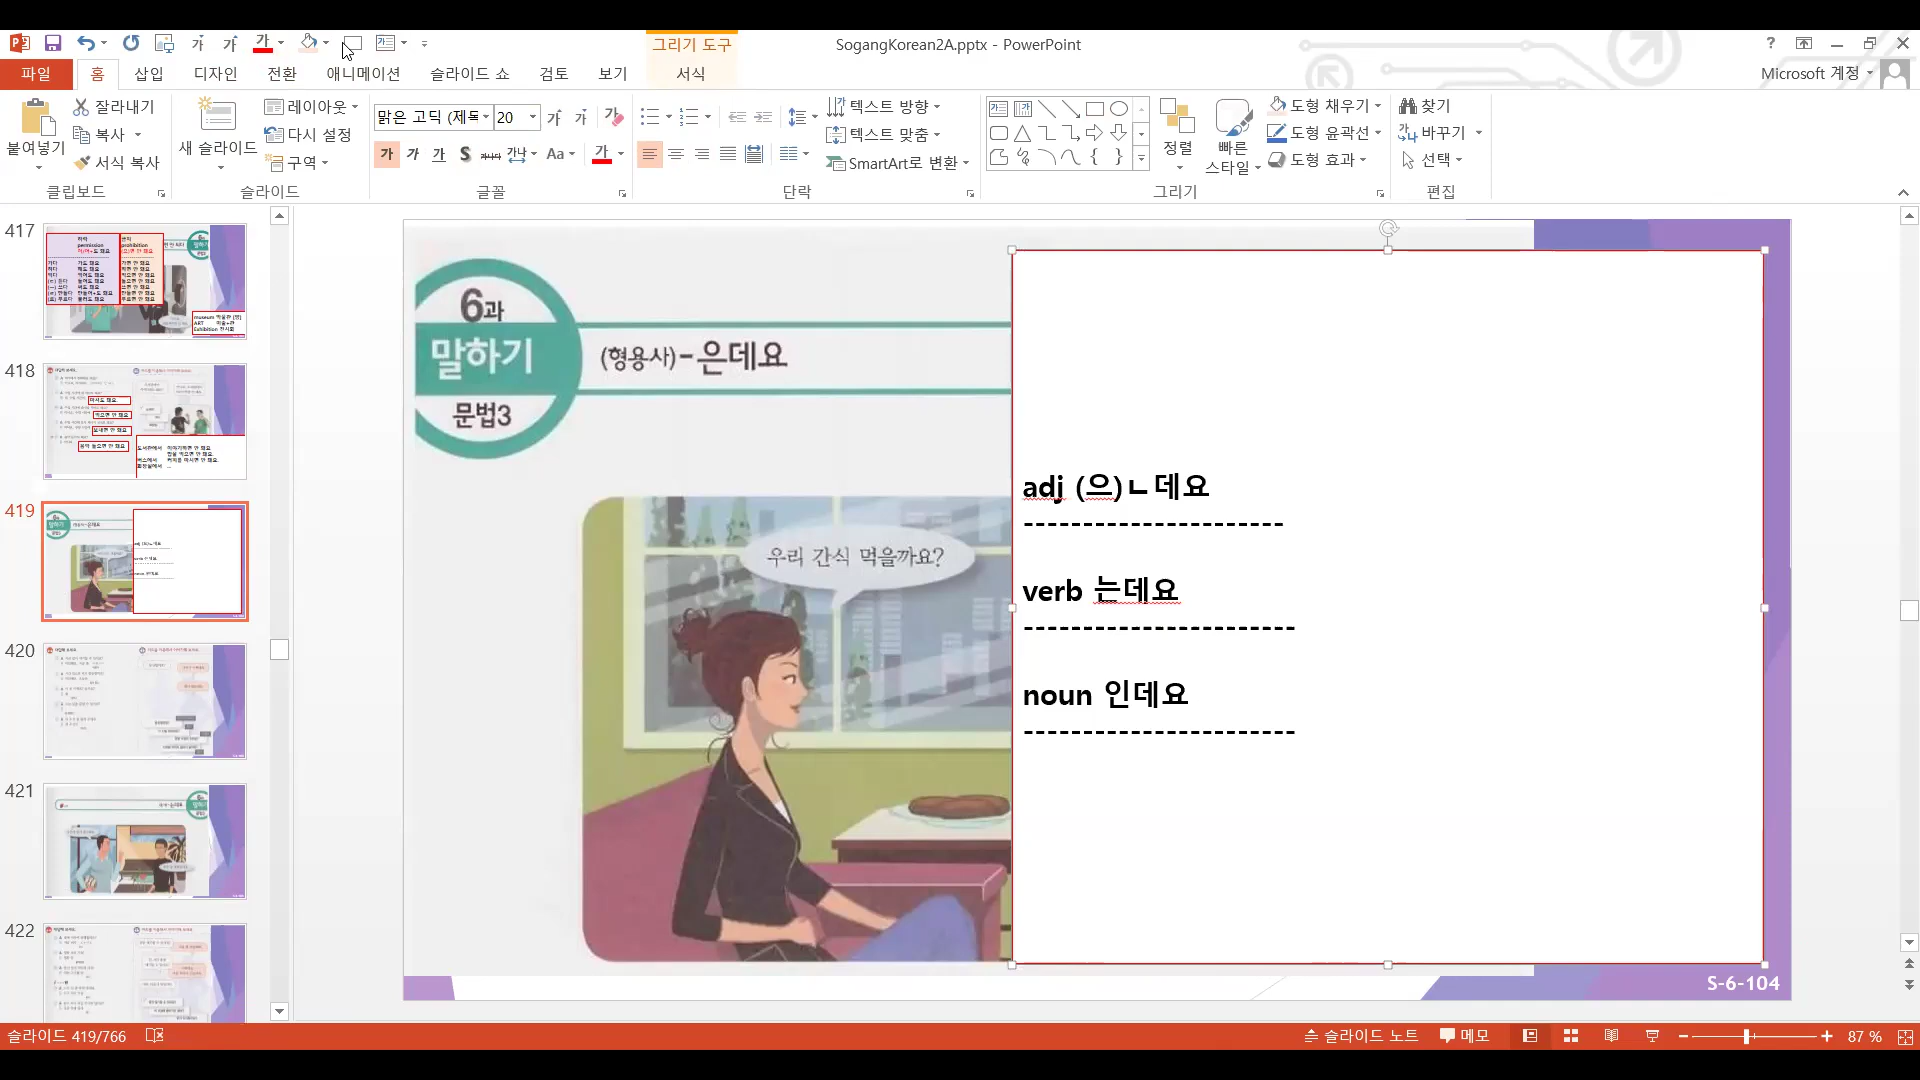 SogangKorean2A.pptx - PowerPoint
그리기 도구
파일 홈 삽입 디자인 전환 애니메이션 슬라이드 쇼 검토 보기 서식
Microsoft 계정
붙여넣기
잘라내기
복사
서식 복사
클립보드
새 슬라이드
레이아웃
다시 설정
구역
슬라이드
맑은 고딕 (제목 20
글꼴
텍스트 방향
텍스트 맞춤
SmartArt로 변환
단락
정렬
빠른
스타일
도형 채우기
도형 윤곽선
도형 효과
그리기
찾기
바꾸기
선택
편집
417
418
419
420
421
422
6과
말하기
문법3
(형용사)-은데요
우리 간식 먹을까요?
adj (으)ㄴ데요
----------------------
verb 는데요
-----------------------
noun 인데요
-----------------------
S-6-104
슬라이드 419/766
슬라이드 노트 메모 87 %